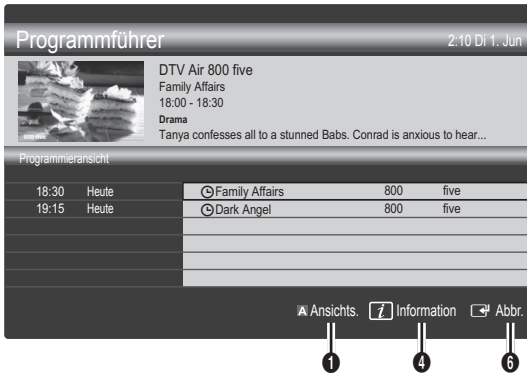 Programmführer
2:10 Di 1. Jun
DTV Air 800 five
Family Affairs
18:00 - 18:30
Drama
Tanya confesses all to a stunned Babs. Conrad is anxious to hear...
800 five
Programmieransicht
18:30 Heute Family Affairs 800 five
19:15 Heute Dark Angel 800 five
A Ansichts. i Information Abbr.
1 4 6